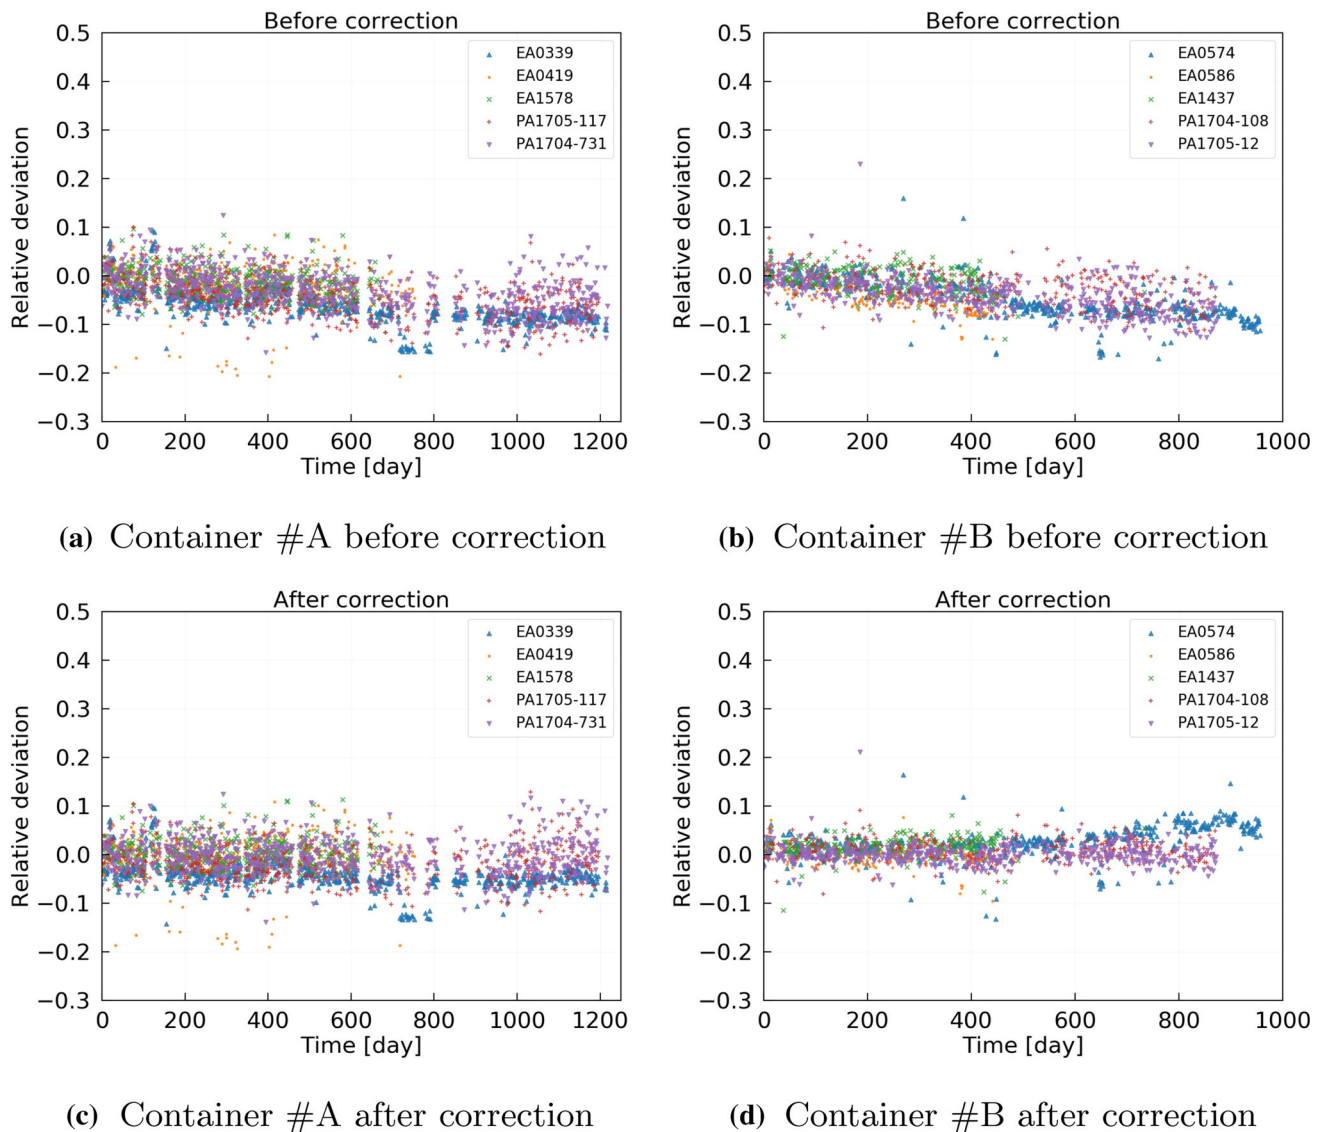 Before correction
Relative deviation
0.5
0.4
0.3
0.2
0.1
0.0
−0.1
−0.2
−0.3
EA0339
EA0419
EA1578
PA1705-117
PA1704-731
0 200 400 600 800 1000 1200
Time [day]
(a) Container #A before correction
Before correction
Relative deviation
0.5
0.4
0.3
0.2
0.1
0.0
−0.1
−0.2
−0.3
EA0574
EA0586
EA1437
PA1704-108
PA1705-12
0 200 400 600 800 1000
Time [day]
(b) Container #B before correction
After correction
Relative deviation
0.5
0.4
0.3
0.2
0.1
0.0
−0.1
−0.2
−0.3
EA0339
EA0419
EA1578
PA1705-117
PA1704-731
0 200 400 600 800 1000 1200
Time [day]
(c) Container #A after correction
After correction
Relative deviation
0.5
0.4
0.3
0.2
0.1
0.0
−0.1
−0.2
−0.3
EA0574
EA0586
EA1437
PA1704-108
PA1705-12
0 200 400 600 800 1000
Time [day]
(d) Container #B after correction